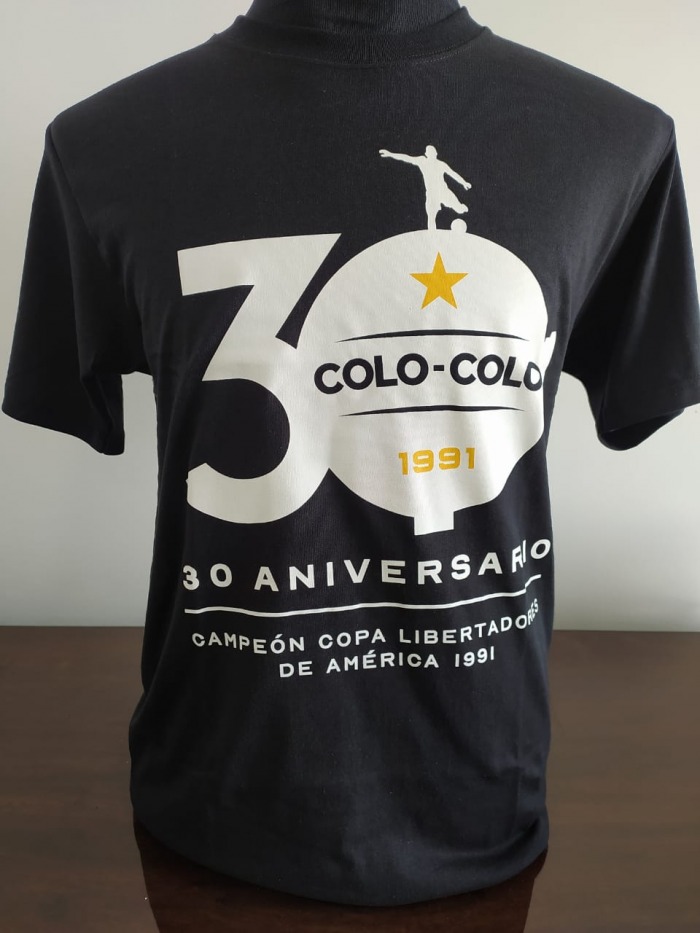 30
COLO-COLO
1991
30 ANIVERSARIO
CAMPEÓN COPA LIBERTADORES
DE AMÉRICA 1991